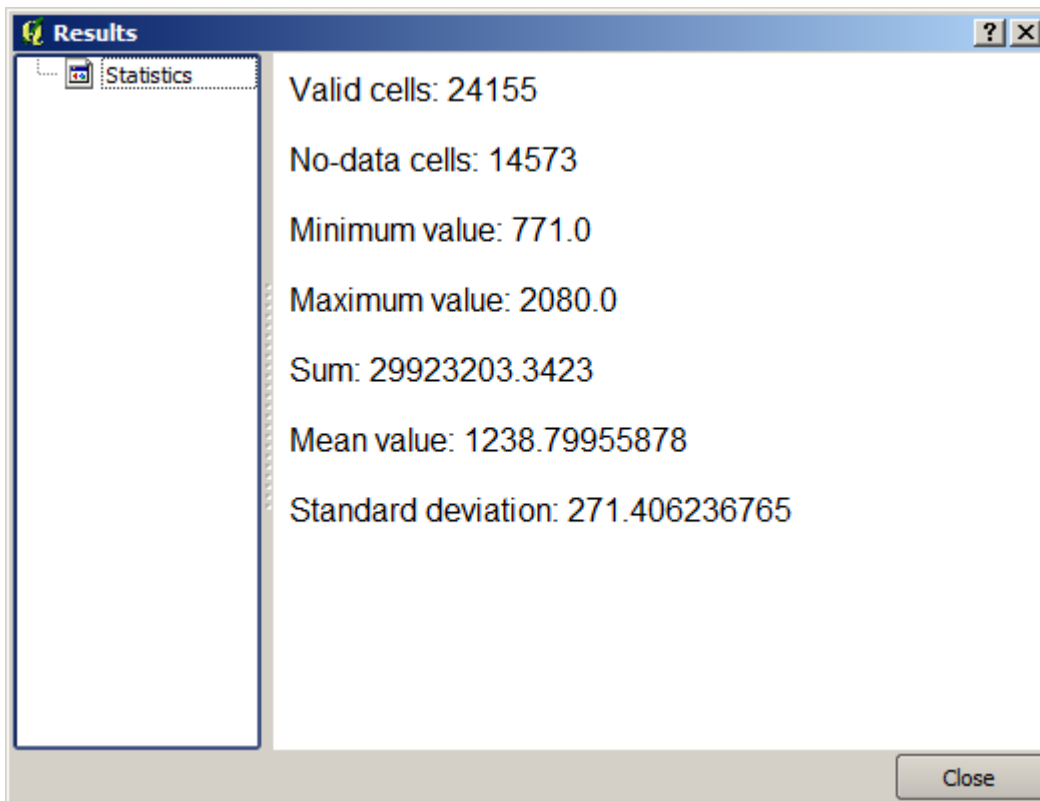 Results
Statistics
Valid cells: 24155
No-data cells: 14573
Minimum value: 771.0
Maximum value: 2080.0
Sum: 29923203.3423
Mean value: 1238.79955878
Standard deviation: 271.406236765
Close